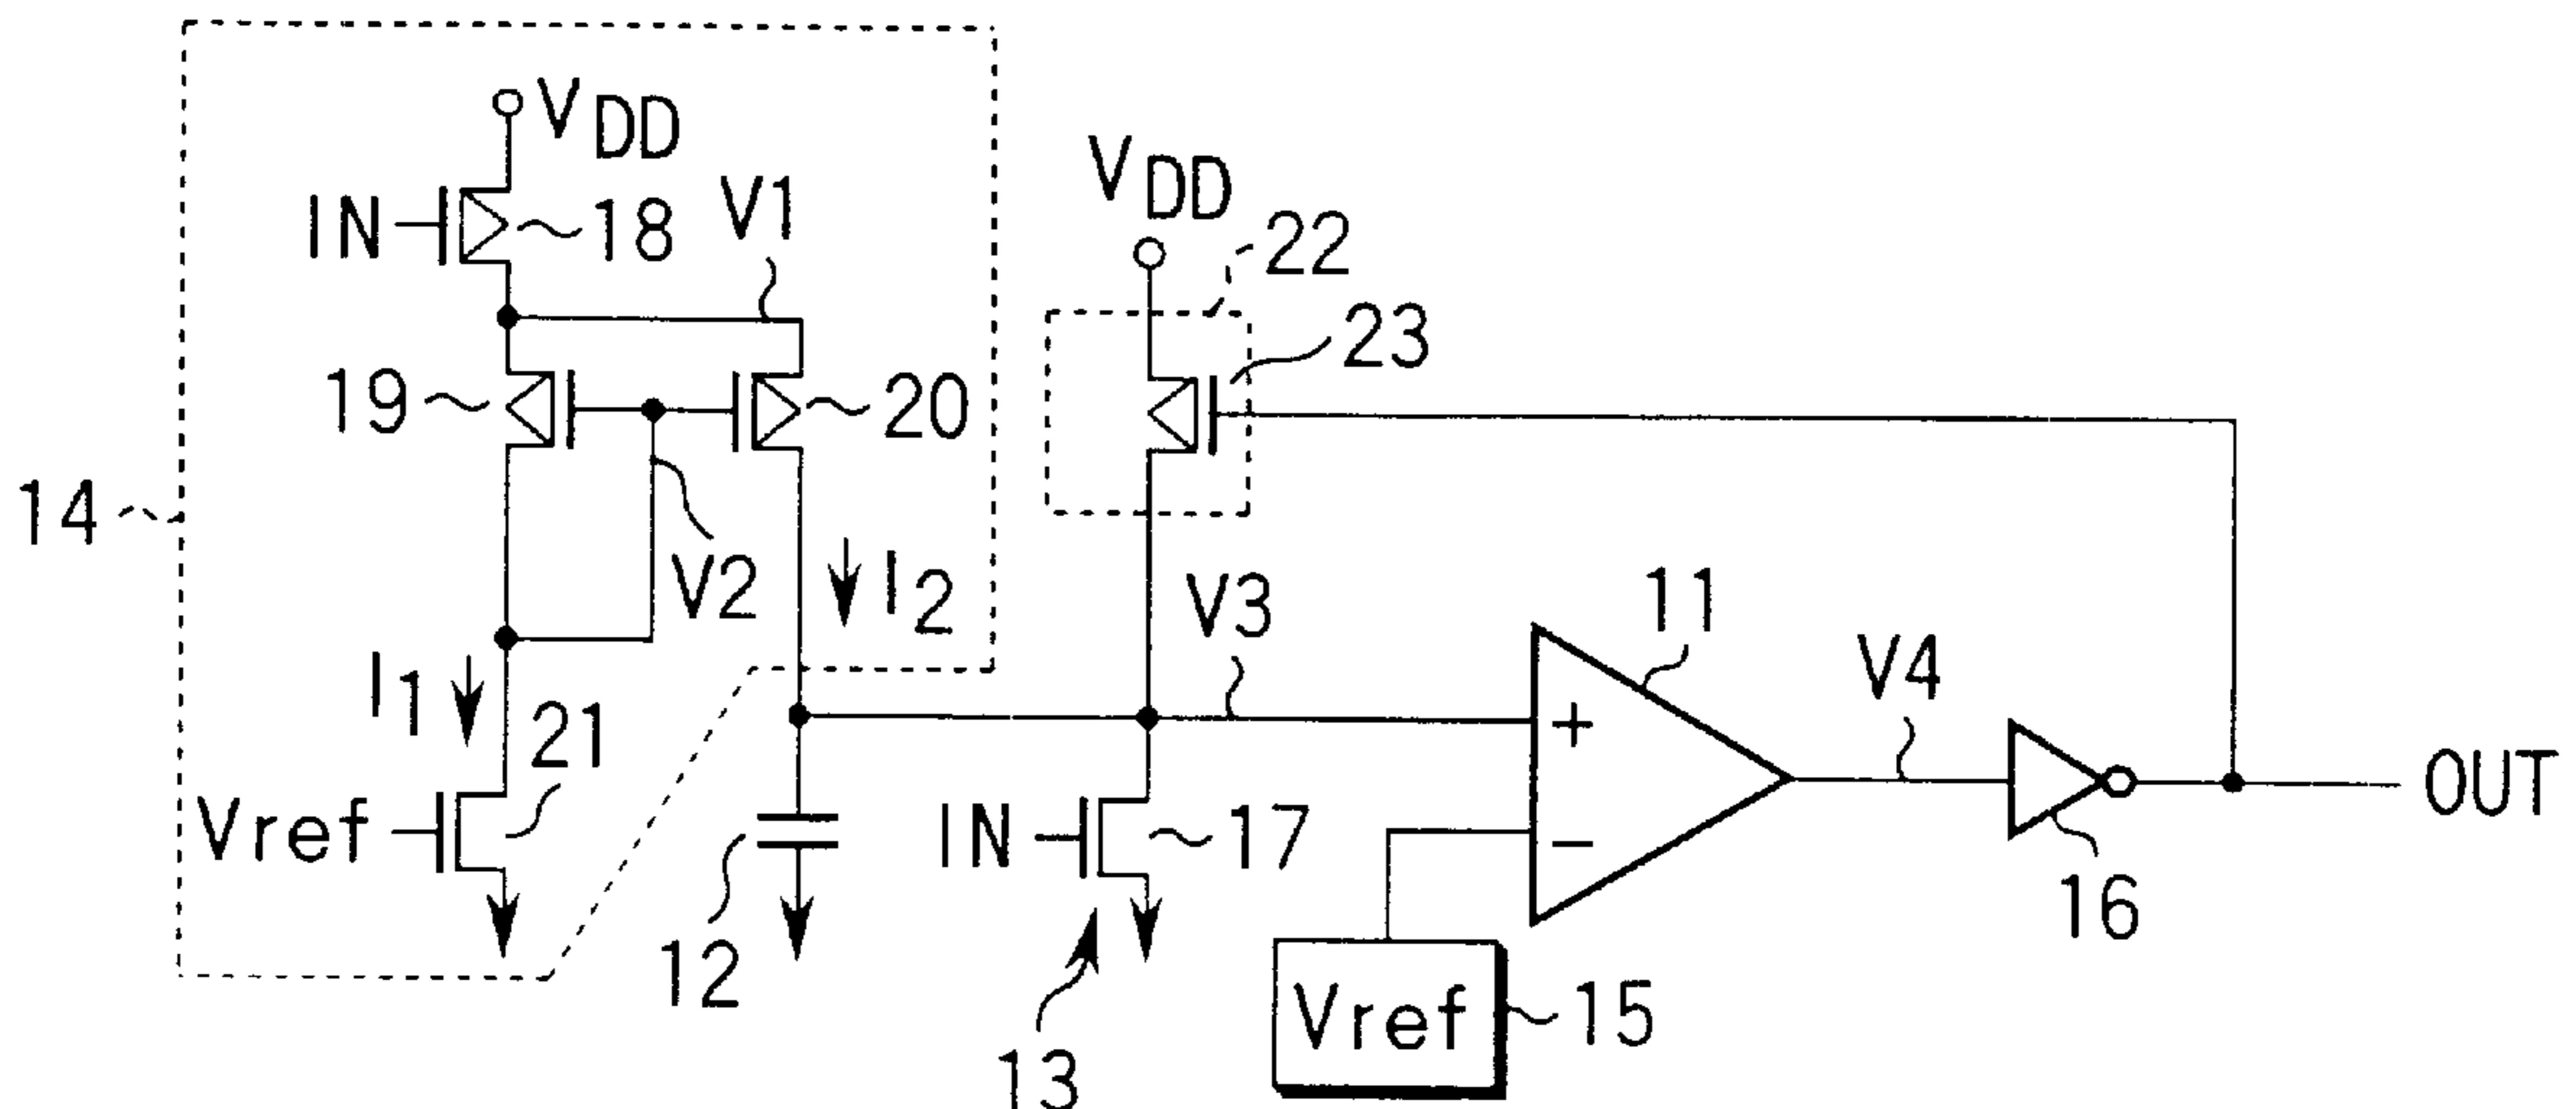 VDD
IN
18
V1
VDD
22
23
19
20
14
V2
I2
V3
11
V4
I1
21
Vref
12
IN
17
13
Vref
15
16
OUT
+
−